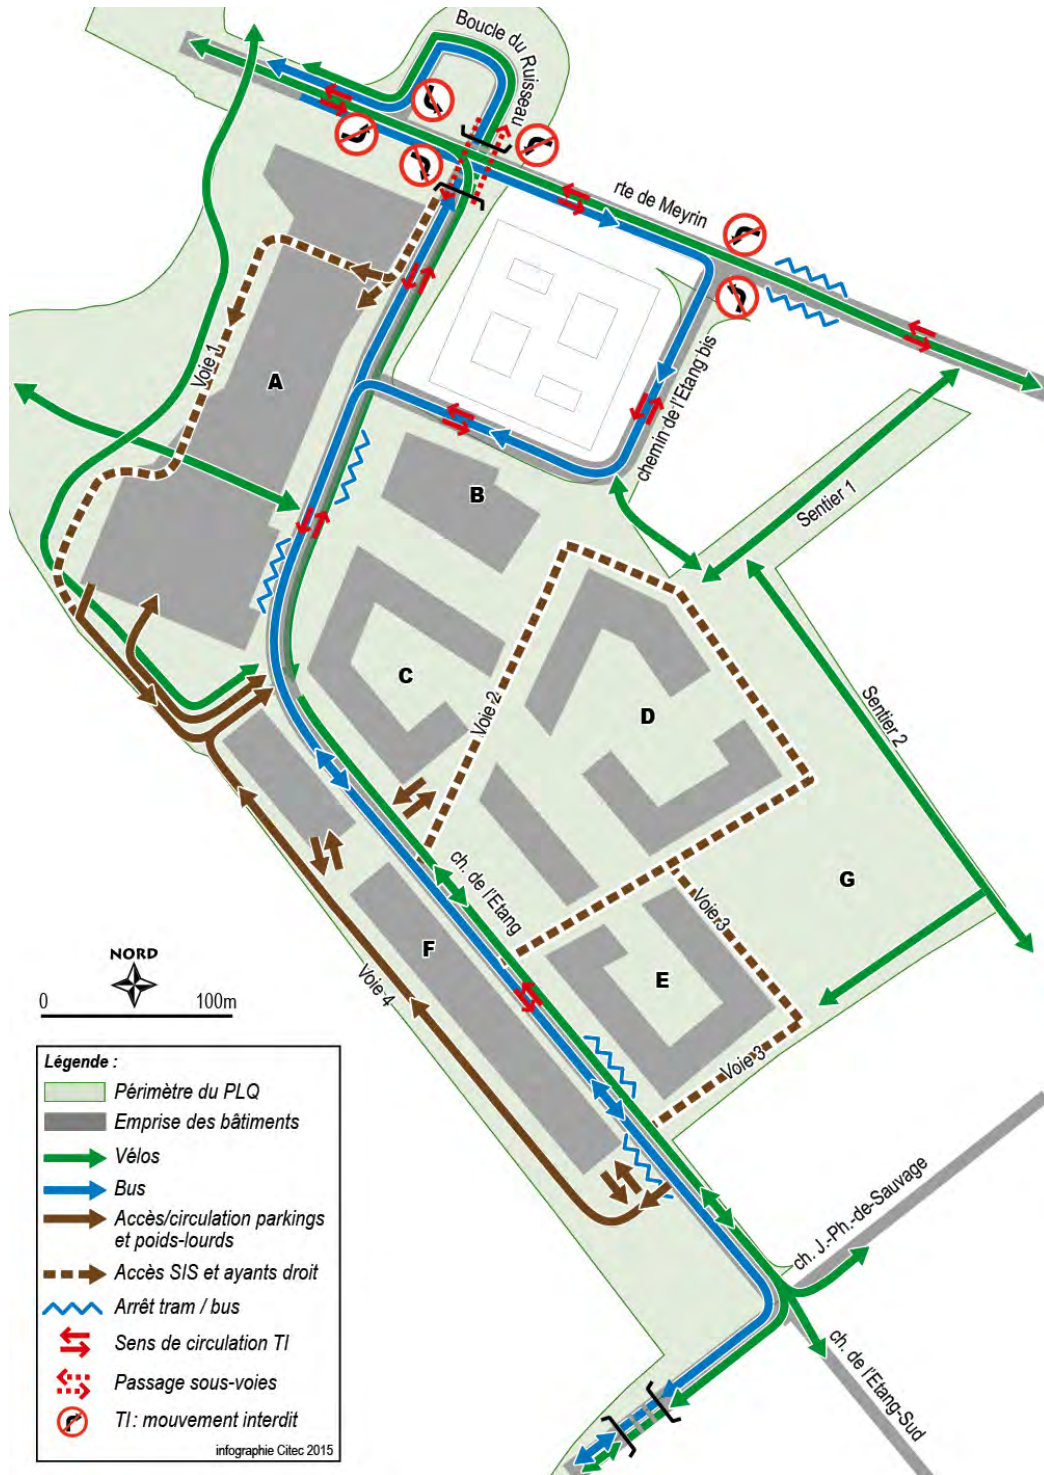 Boucle du Ruisseau
rte de Meyrin
Voie 1
A
chemin de l'Etang bis
B
Sentier 1
C
Voie 2
D
Sentier 2
ch. de l'Etang
G
Voie 3
F
E
Voie 4
Voie 3
NORD
0 100m
ch. J.-Ph.-de-Sauvage
ch. de l'Etang-Sud
Légende :
Périmètre du PLQ
Emprise des bâtiments
Vélos
Bus
Accès/circulation parkings
et poids-lourds
Accès SIS et ayants droit
Arrêt tram / bus
Sens de circulation TI
Passage sous-voies
TI : mouvement interdit
infographie Citec 2015